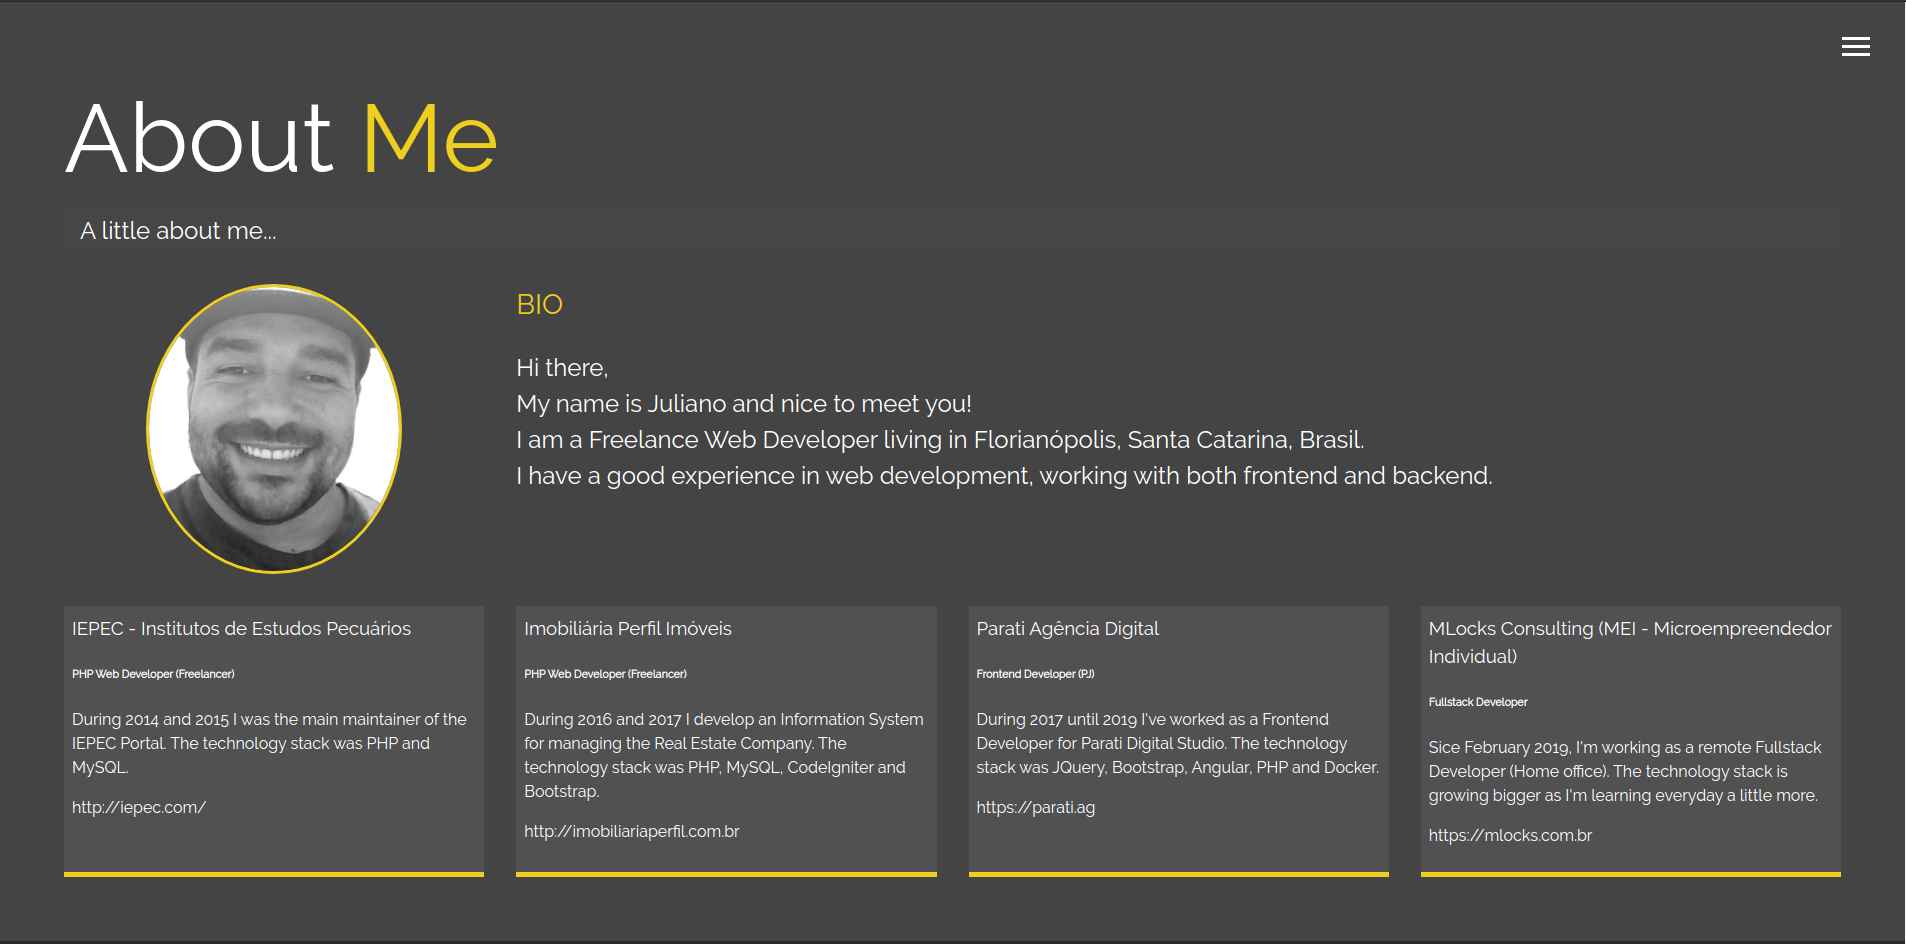 About Me
A little about me...
BIO
Hi there,
My name is Juliano and nice to meet you!
I am a Freelance Web Developer living in Florianópolis, Santa Catarina, Brasil.
I have a good experience in web development, working with both frontend and backend.
IEPEC - Institutos de Estudos Pecuários
PHP Web Developer (Freelancer)
During 2014 and 2015 I was the main maintainer of the
IEPEC Portal. The technology stack was PHP and
MySQL.
http://iepec.com/
Imobiliária Perfil Imóveis
PHP Web Developer (Freelancer)
During 2016 and 2017 I develop an Information System
for managing the Real Estate Company. The
technology stack was PHP, MySQL, CodeIgniter and
Bootstrap.
http://imobiliariaperfil.com.br
Parati Agência Digital
Frontend Developer (PJ)
During 2017 until 2019 I've worked as a Frontend
Developer for Parati Digital Studio. The technology
stack was JQuery, Bootstrap, Angular, PHP and Docker.
https://parati.ag
MLocks Consulting (MEI - Microempreendedor
Individual)
Fullstack Developer
Sice February 2019, I'm working as a remote Fullstack
Developer (Home office). The technology stack is
growing bigger as I'm learning everyday a little more.
https://mlocks.com.br